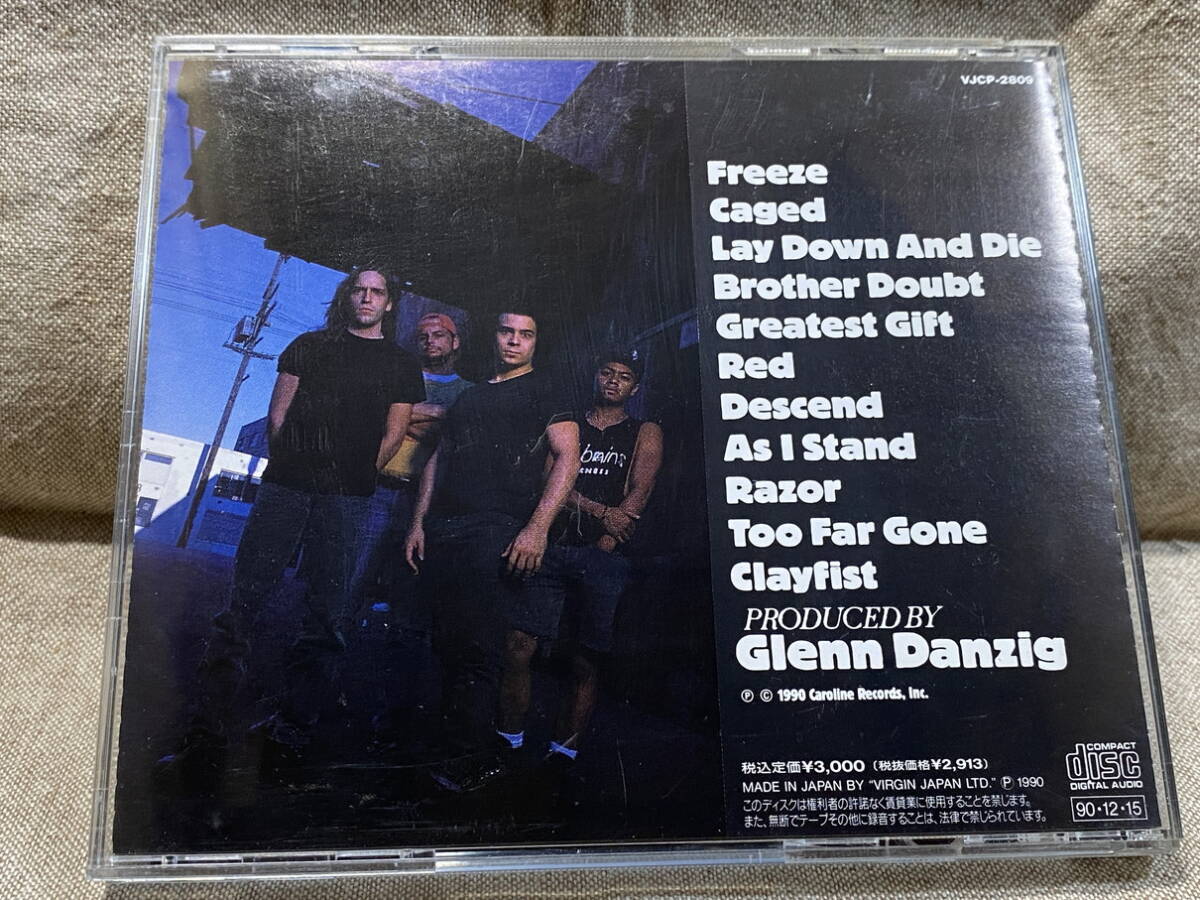 VJCP-2809
Freeze
Caged
Lay Down And Die
Brother Doubt
Greatest Gift
Red
Descend
As I Stand
Razor
Too Far Gone
Clayfist
PRODUCED BY
Glenn Danzig
Ⓟ © 1990 Caroline Records, Inc.
税込定価¥3,000（税抜価格¥2,913）
MADE IN JAPAN BY "VIRGIN JAPAN LTD." Ⓟ 1990
このディスクは権利者の許諾なく賃貸業に使用することを禁じます。
また、無断でテープその他に録音することは、法律で禁じられています。
COMPACT
disc
DIGITAL AUDIO
90・12・15
brains